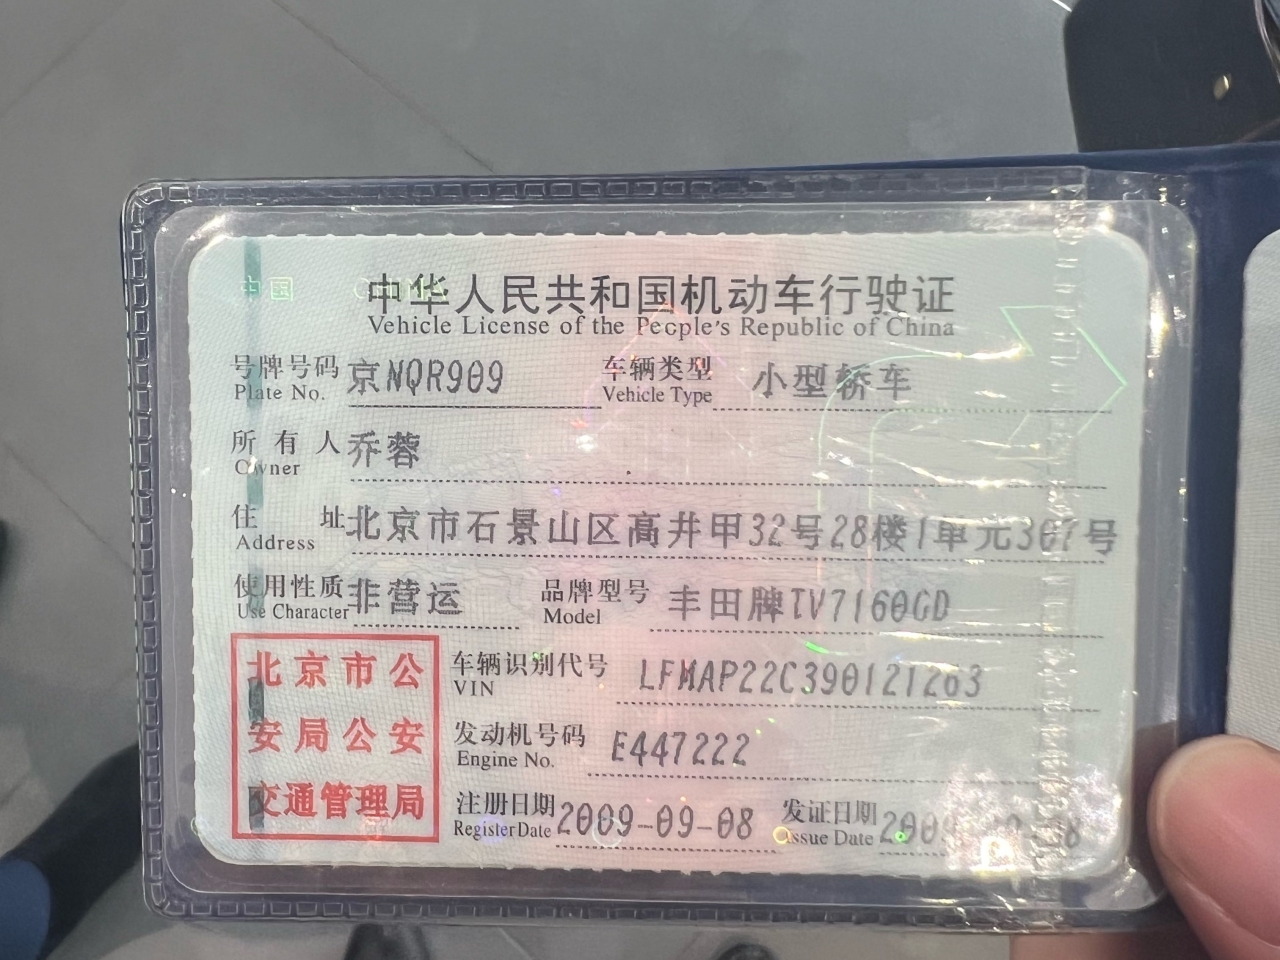 中国 CHINA
中华人民共和国机动车行驶证
Vehicle License of the People's Republic of China
号牌号码 京NQR909 车辆类型 小型轿车
Plate No. Vehicle Type
所有人 乔蓉
Owner
住址 北京市石景山区高井甲32号28楼1单元307号
Address
使用性质 非营运 品牌型号 丰田牌TV7160GD
Use Character Model
北京市公
安局公安
交通管理局
车辆识别代号 LFMAP22C390121263
VIN
发动机号码 E447222
Engine No.
注册日期 2009-09-08 发证日期
Register Date Issue Date